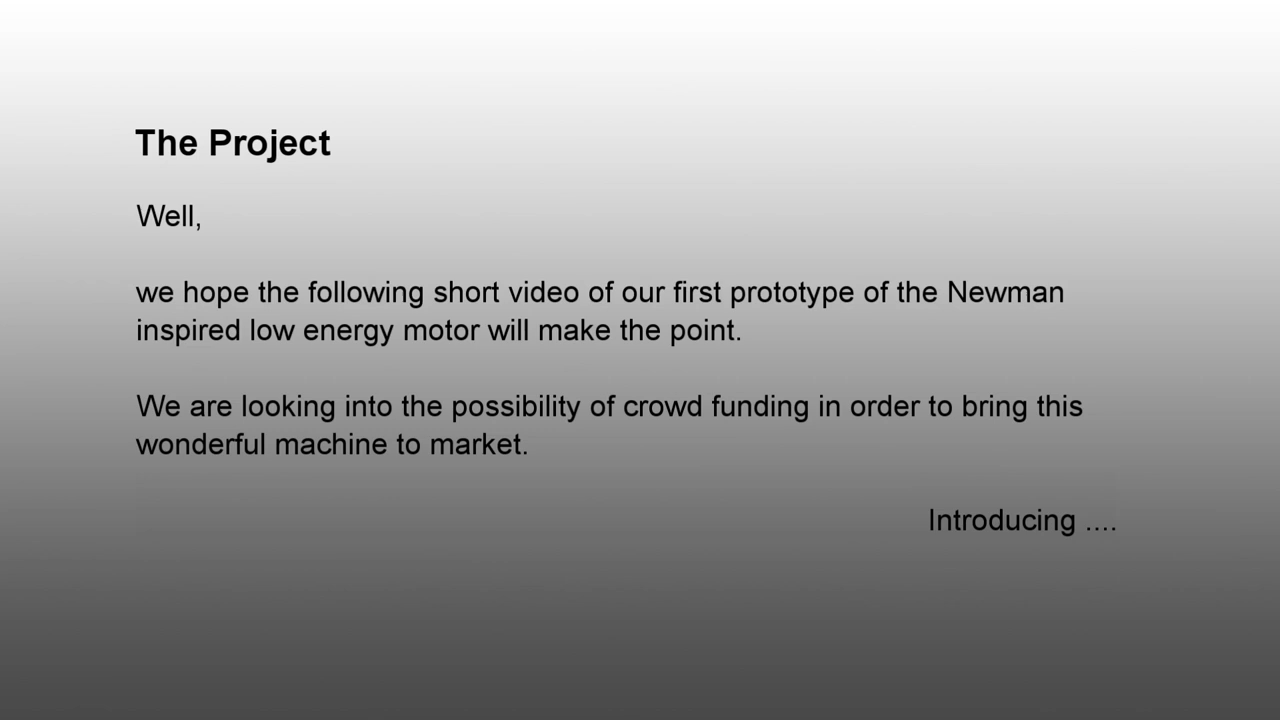 The Project
Well,
we hope the following short video of our first prototype of the Newman
inspired low energy motor will make the point.
We are looking into the possibility of crowd funding in order to bring this
wonderful machine to market.
Introducing ....